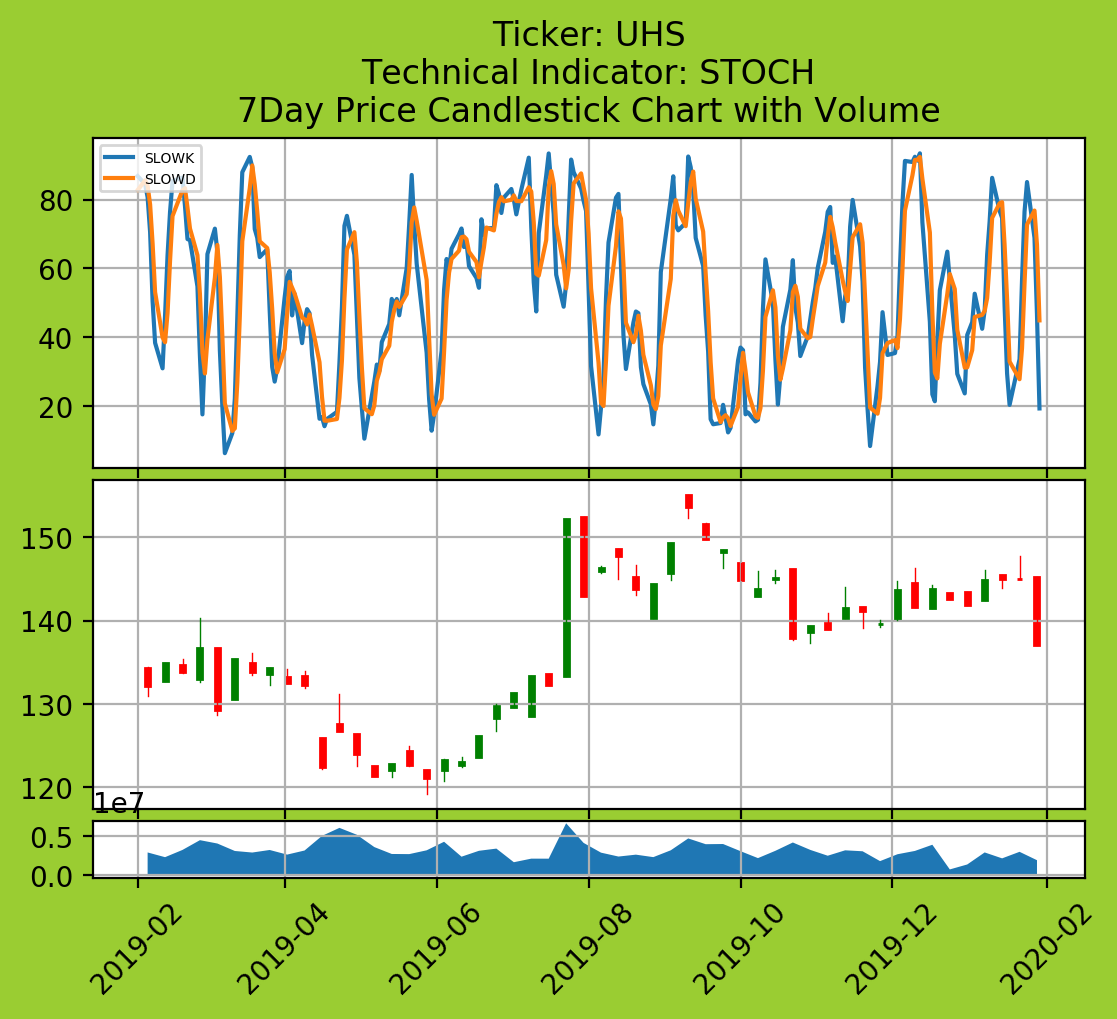 Ticker: UHS
Technical Indicator: STOCH
7Day Price Candlestick Chart with Volume
SLOWK
SLOWD
80
60
40
20
150
140
130
120
1e7
0.5
0.0
2019-02
2019-04
2019-06
2019-08
2019-10
2019-12
2020-02